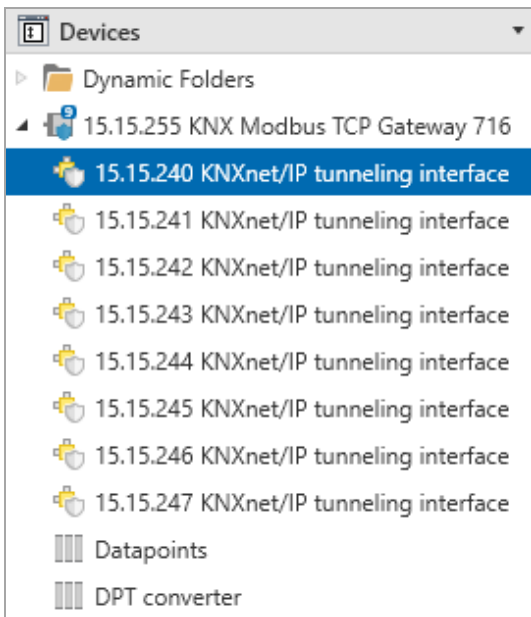 Devices
Dynamic Folders
9
15.15.255 KNX Modbus TCP Gateway 716
15.15.240 KNXnet/IP tunneling interface
15.15.241 KNXnet/IP tunneling interface
15.15.242 KNXnet/IP tunneling interface
15.15.243 KNXnet/IP tunneling interface
15.15.244 KNXnet/IP tunneling interface
15.15.245 KNXnet/IP tunneling interface
15.15.246 KNXnet/IP tunneling interface
15.15.247 KNXnet/IP tunneling interface
Datapoints
DPT converter